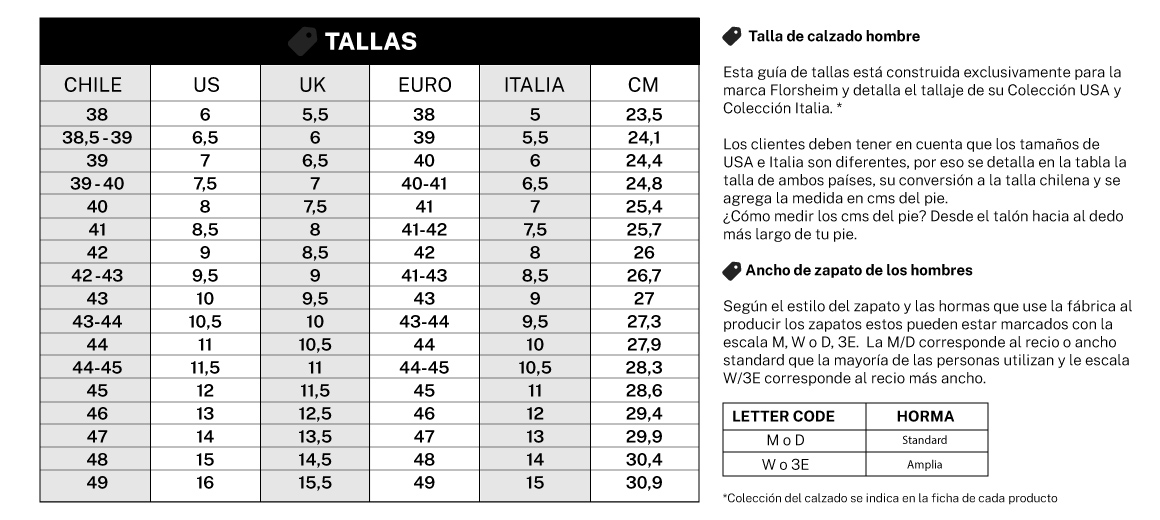 TALLAS
CHILE US UK EURO ITALIA CM
38 6 5,5 38 5 23,5
38,5 - 39 6,5 6 39 5,5 24,1
39 7 6,5 40 6 24,4
39 - 40 7,5 7 40-41 6,5 24,8
40 8 7,5 41 7 25,4
41 8,5 8 41-42 7,5 25,7
42 9 8,5 42 8 26
42 -43 9,5 9 41-43 8,5 26,7
43 10 9,5 43 9 27
43-44 10,5 10 43-44 9,5 27,3
44 11 10,5 44 10 27,9
44-45 11,5 11 44-45 10,5 28,3
45 12 11,5 45 11 28,6
46 13 12,5 46 12 29,4
47 14 13,5 47 13 29,9
48 15 14,5 48 14 30,4
49 16 15,5 49 15 30,9
Talla de calzado hombre
Esta guía de tallas está construida exclusivamente para la
marca Florsheim y detalla el tallaje de su Colección USA y
Colección Italia. *
Los clientes deben tener en cuenta que los tamaños de
USA e Italia son diferentes, por eso se detalla en la tabla la
talla de ambos países, su conversión a la talla chilena y se
agrega la medida en cms del pie.
¿Cómo medir los cms del pie? Desde el talón hacia al dedo
más largo de tu pie.
Ancho de zapato de los hombres
Según el estilo del zapato y las hormas que use la fábrica al
producir los zapatos estos pueden estar marcados con la
escala M, W o D, 3E. La M/D corresponde al recio o ancho
standard que la mayoría de las personas utilizan y le escala
W/3E corresponde al recio más ancho.
LETTER CODE HORMA
M o D Standard
W o 3E Amplia
*Colección del calzado se indica en la ficha de cada producto